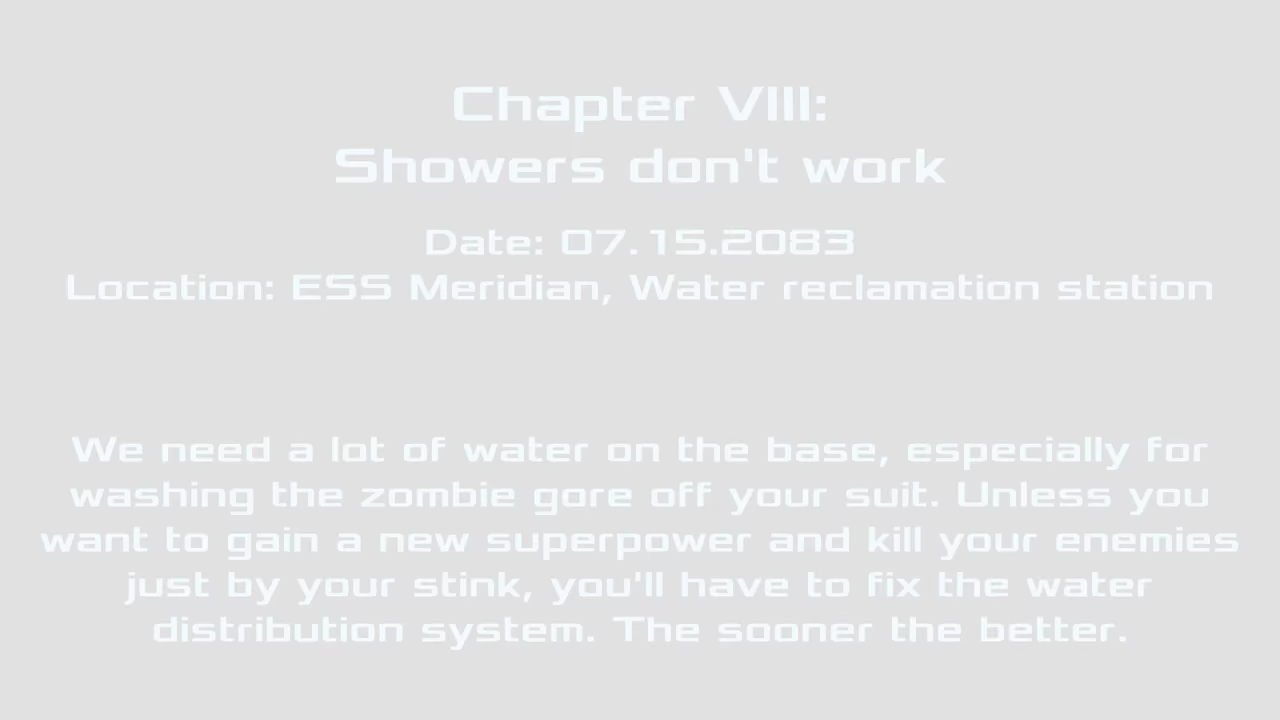 Chapter VIII:
Showers don't work
Date: 07.15.2083
Location: ESS Meridian, Water reclamation station
We need a lot of water on the base, especially for
washing the zombie gore off your suit. Unless you
want to gain a new superpower and kill your enemies
just by your stink, you'll have to fix the water
distribution system. The sooner the better.